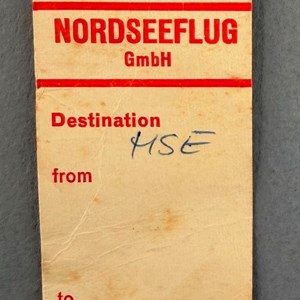 NORDSEEFLUG
GmbH
Destination
HSE
from
to